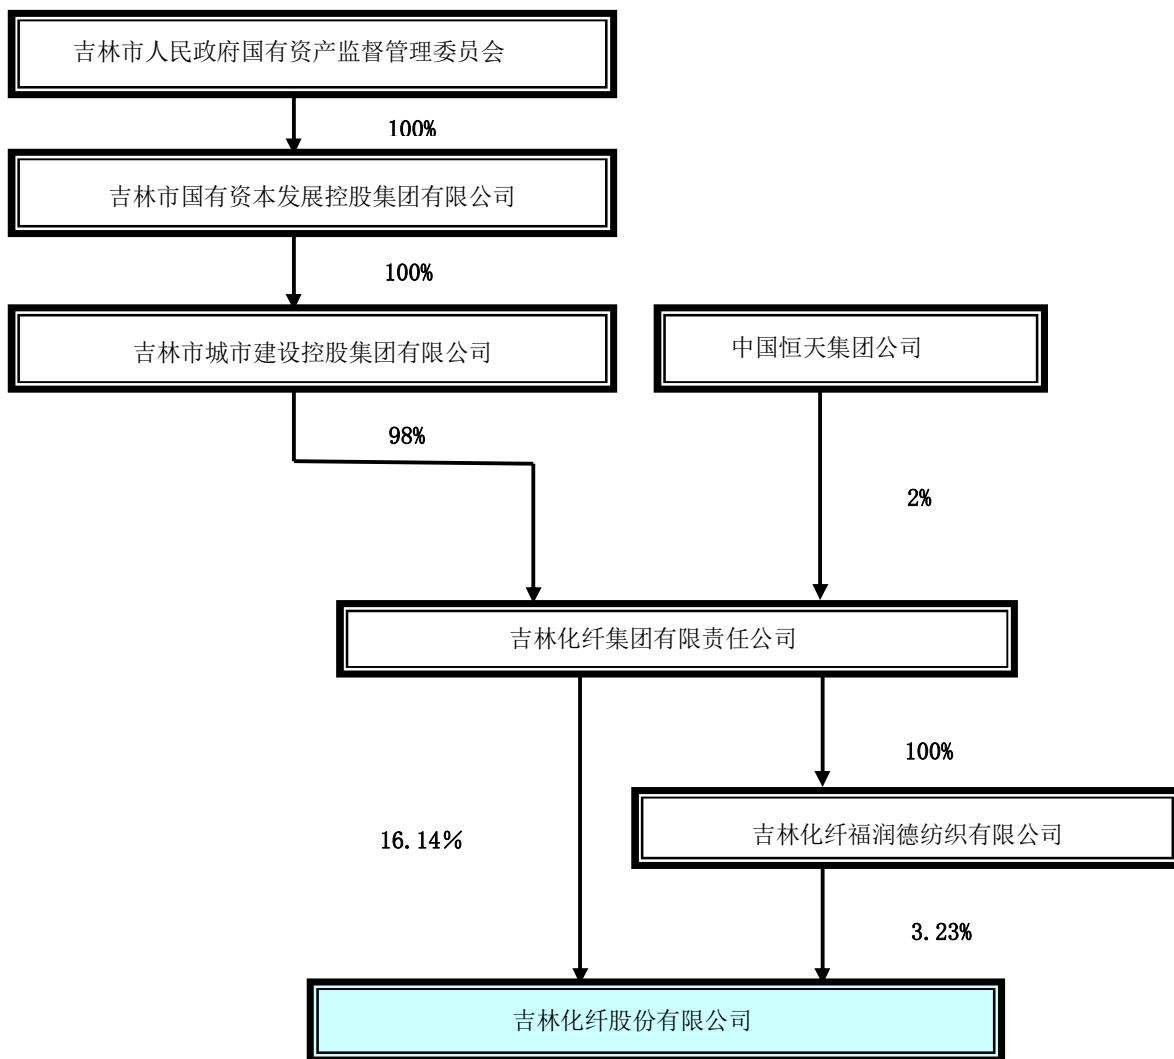 吉林市人民政府国有资产监督管理委员会
100%
吉林市国有资本发展控股集团有限公司
100%
吉林市城市建设控股集团有限公司
中国恒天集团公司
98%
2%
吉林化纤集团有限责任公司
100%
16.14%
吉林化纤福润德纺织有限公司
3.23%
吉林化纤股份有限公司